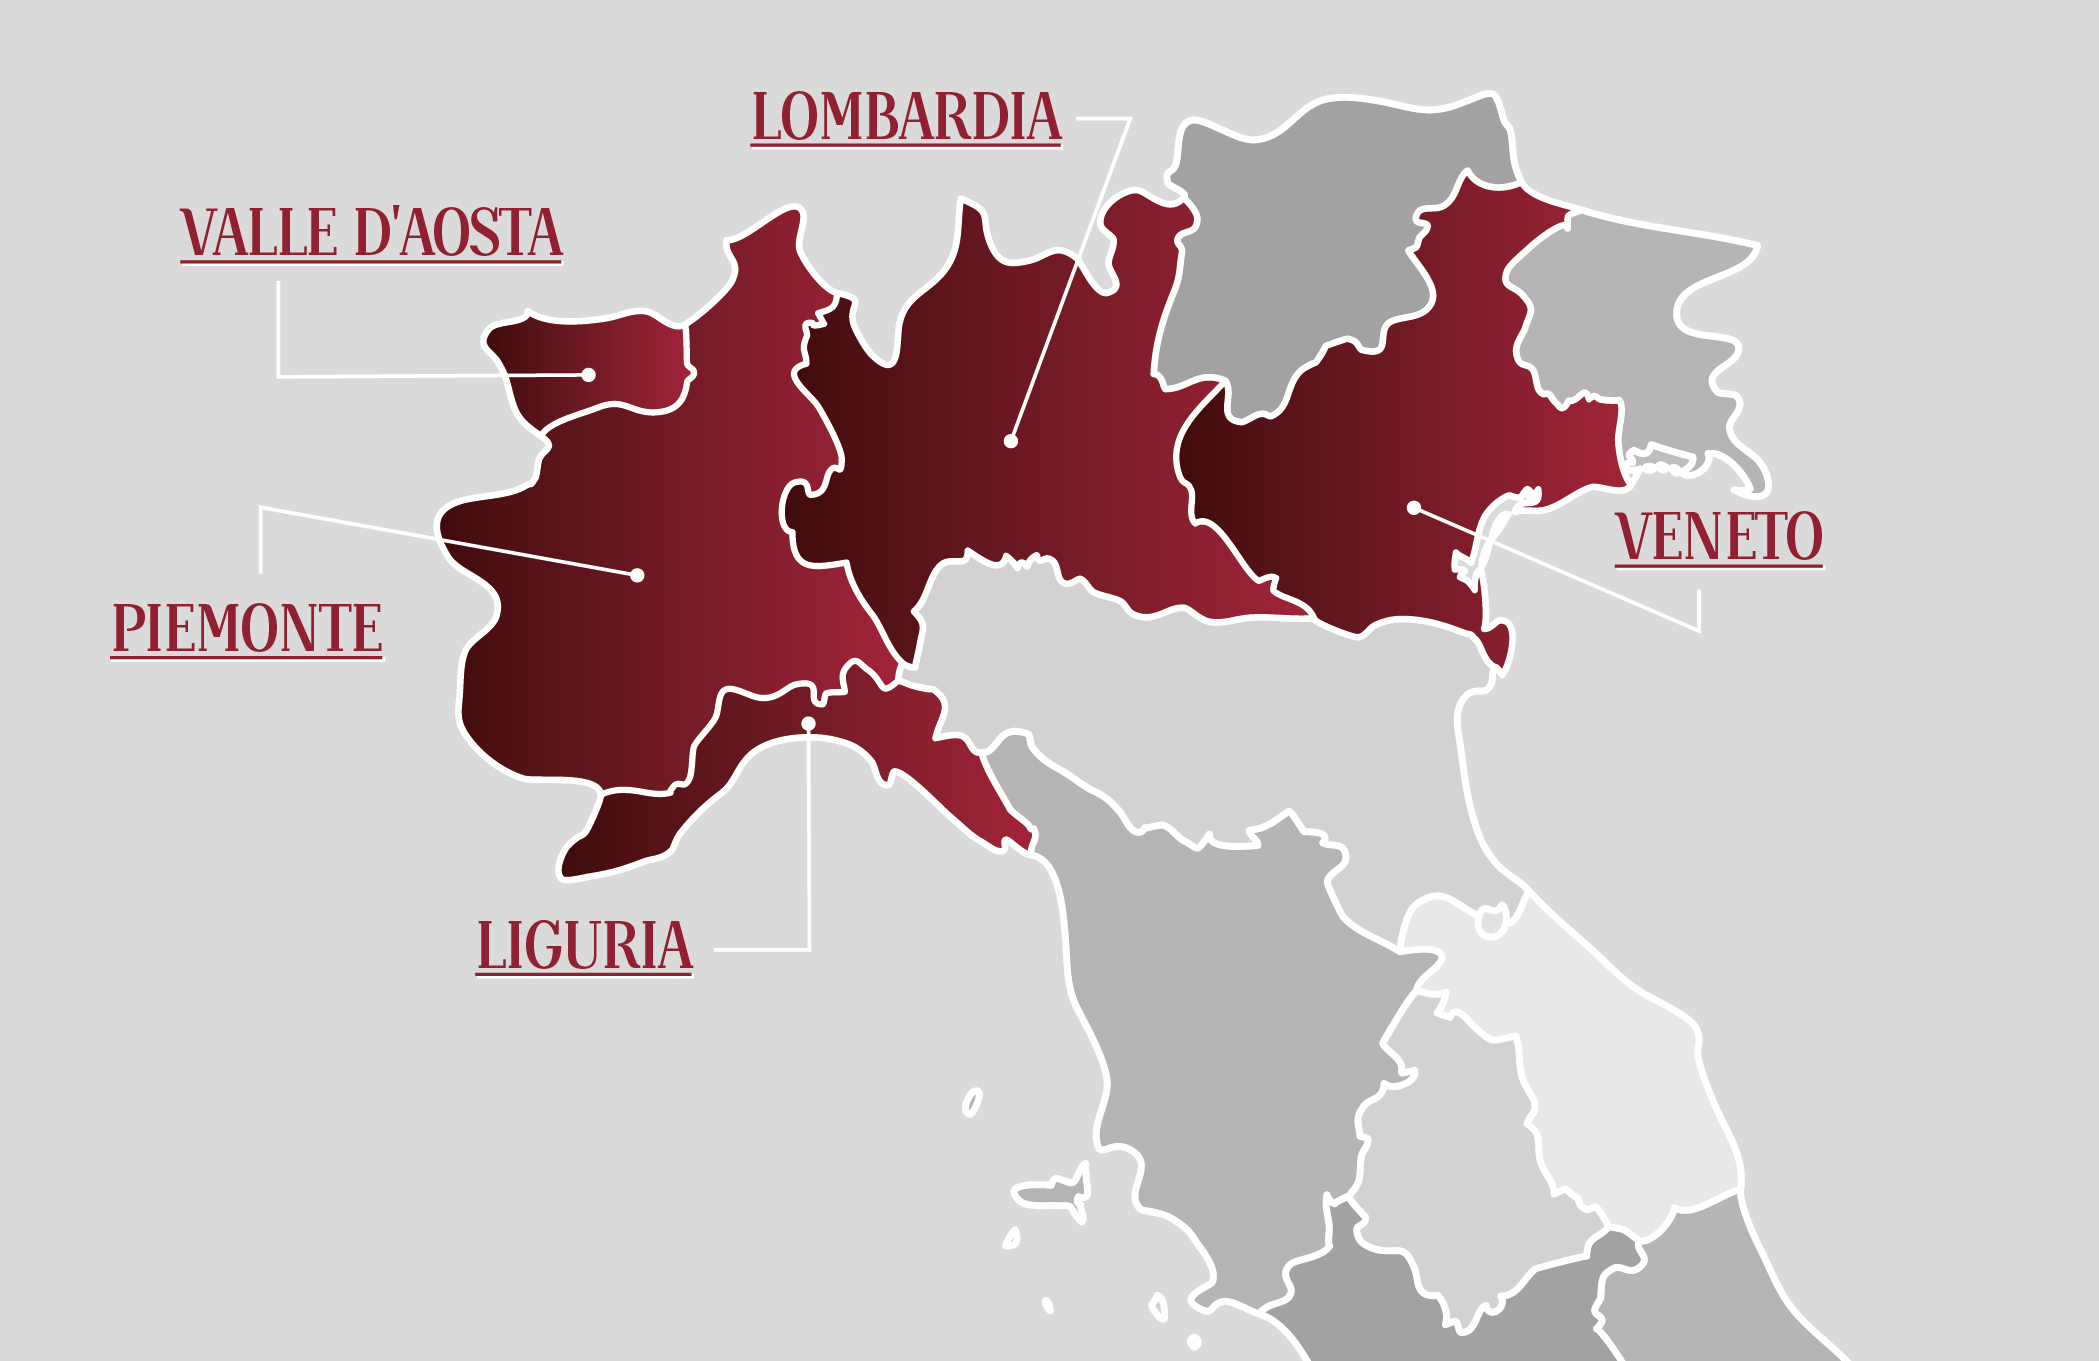 LOMBARDIA
VALLE D'AOSTA
VENETO
PIEMONTE
LIGURIA